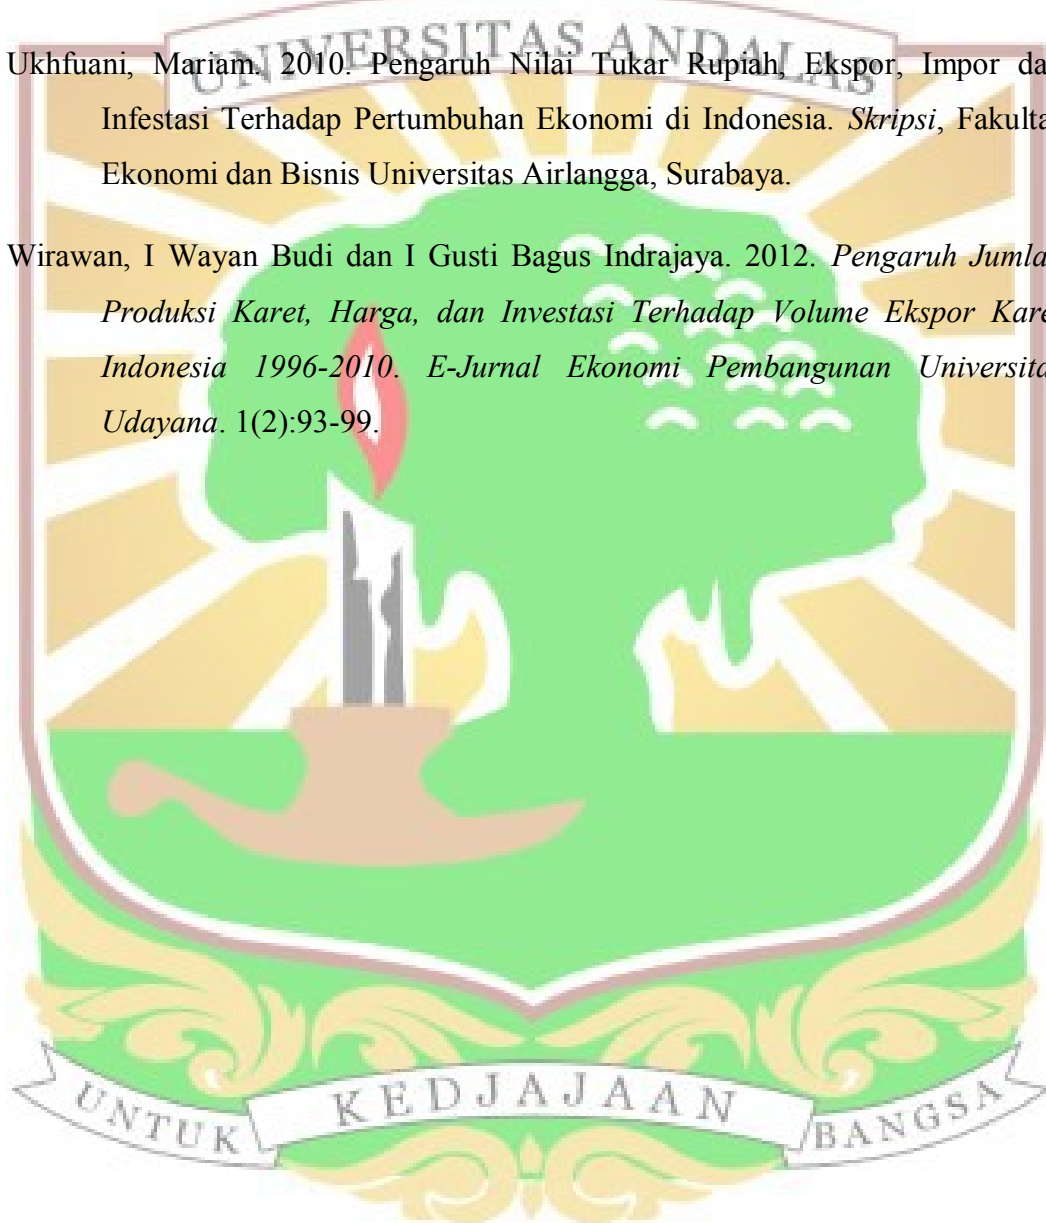 UNIVERSITAS ANDALAS
Ukhfuani, Mariam. 2010. Pengaruh Nilai Tukar Rupiah, Ekspor, Impor da
Infestasi Terhadap Pertumbuhan Ekonomi di Indonesia. Skripsi, Fakulta
Ekonomi dan Bisnis Universitas Airlangga, Surabaya.
Wirawan, I Wayan Budi dan I Gusti Bagus Indrajaya. 2012. Pengaruh Jumla
Produksi Karet, Harga, dan Investasi Terhadap Volume Ekspor Kare
Indonesia 1996-2010. E-Jurnal Ekonomi Pembangunan Universita
Udayana. 1(2):93-99.
UNTUK KEDJAJAAN BANGSA